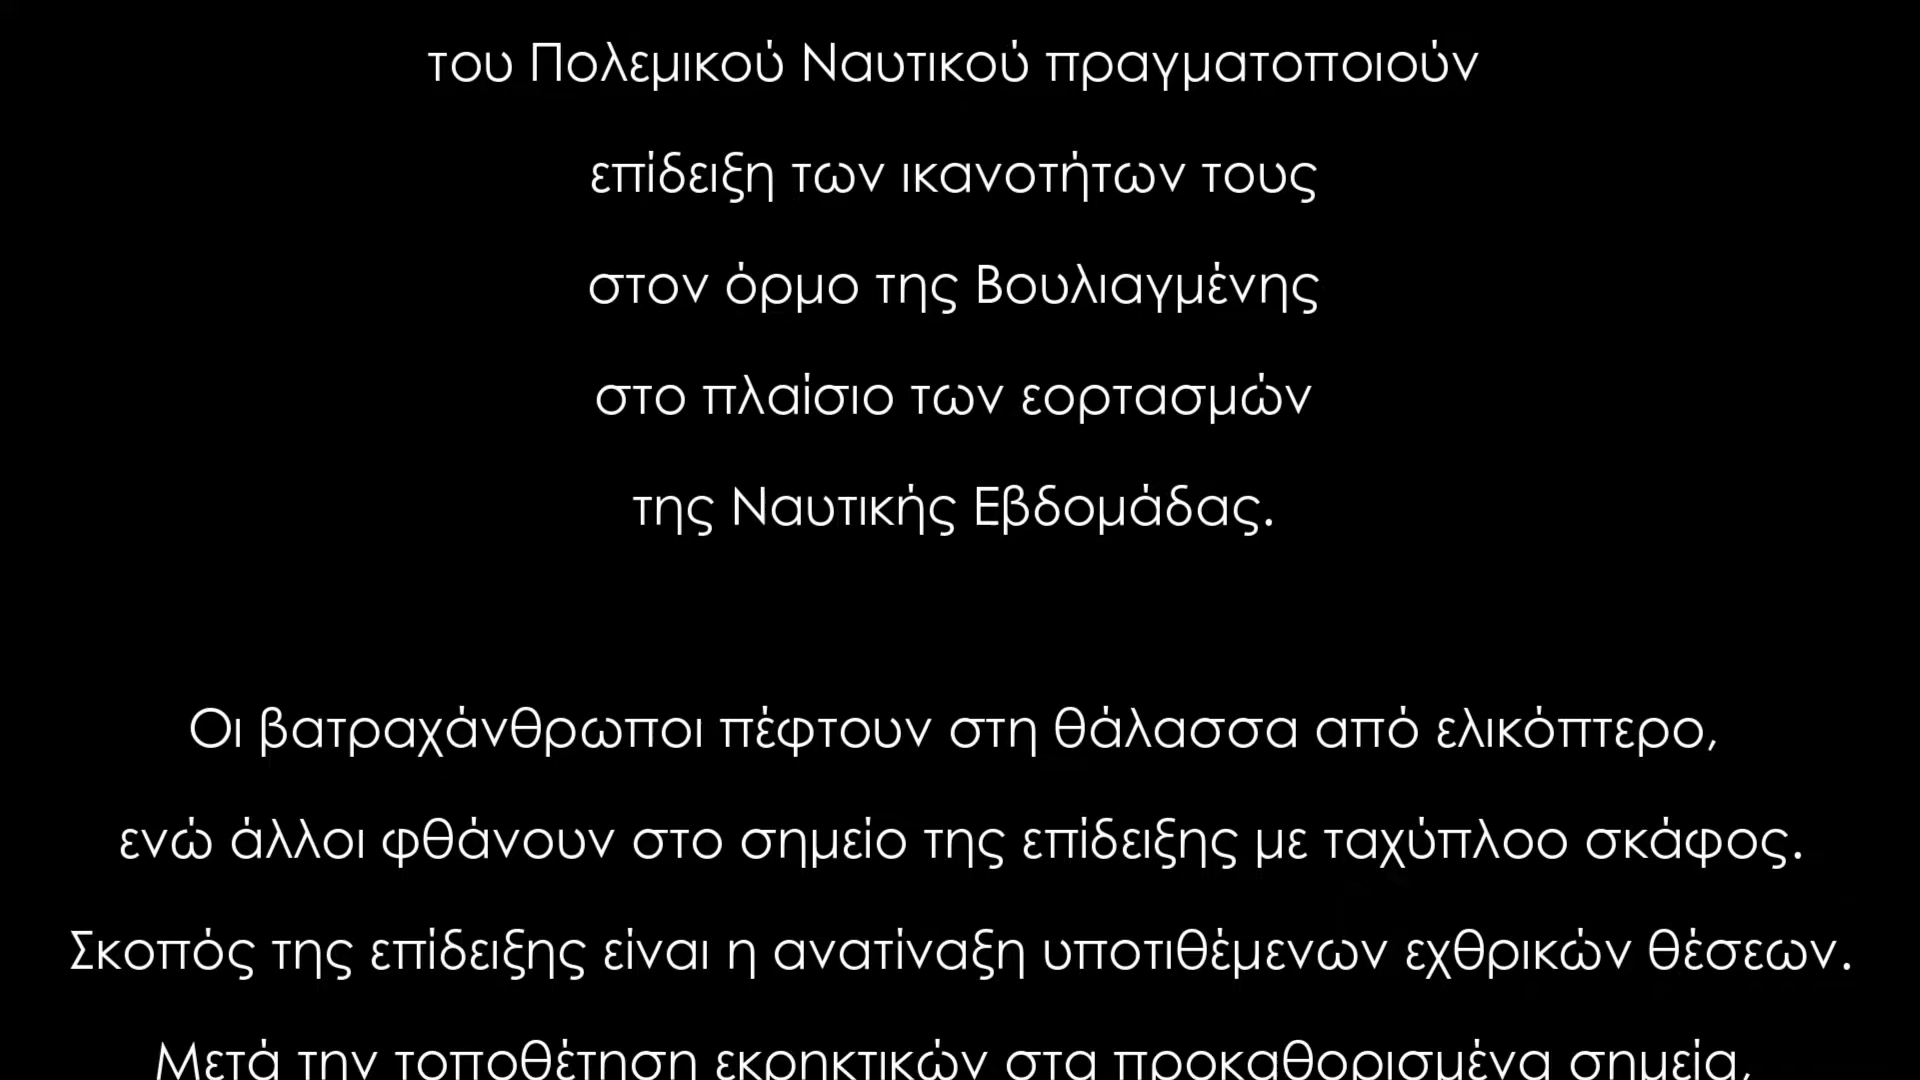 του Πολεμικού Ναυτικού πραγματοποιούν
επίδειξη των ικανοτήτων τους
στον όρμο της Βουλιαγμένης
στο πλαίσιο των εορτασμών
της Ναυτικής Εβδομάδας.
Οι βατραχάνθρωποι πέφτουν στη θάλασσα από ελικόπτερο,
ενώ άλλοι φθάνουν στο σημείο της επίδειξης με ταχύπλοο σκάφος.
Σκοπός της επίδειξης είναι η ανατίναξη υποτιθέμενων εχθρικών θέσεων.
Μετά την τοποθέτηση εκρηκτικών στα προκαθορισμένα σημεία,